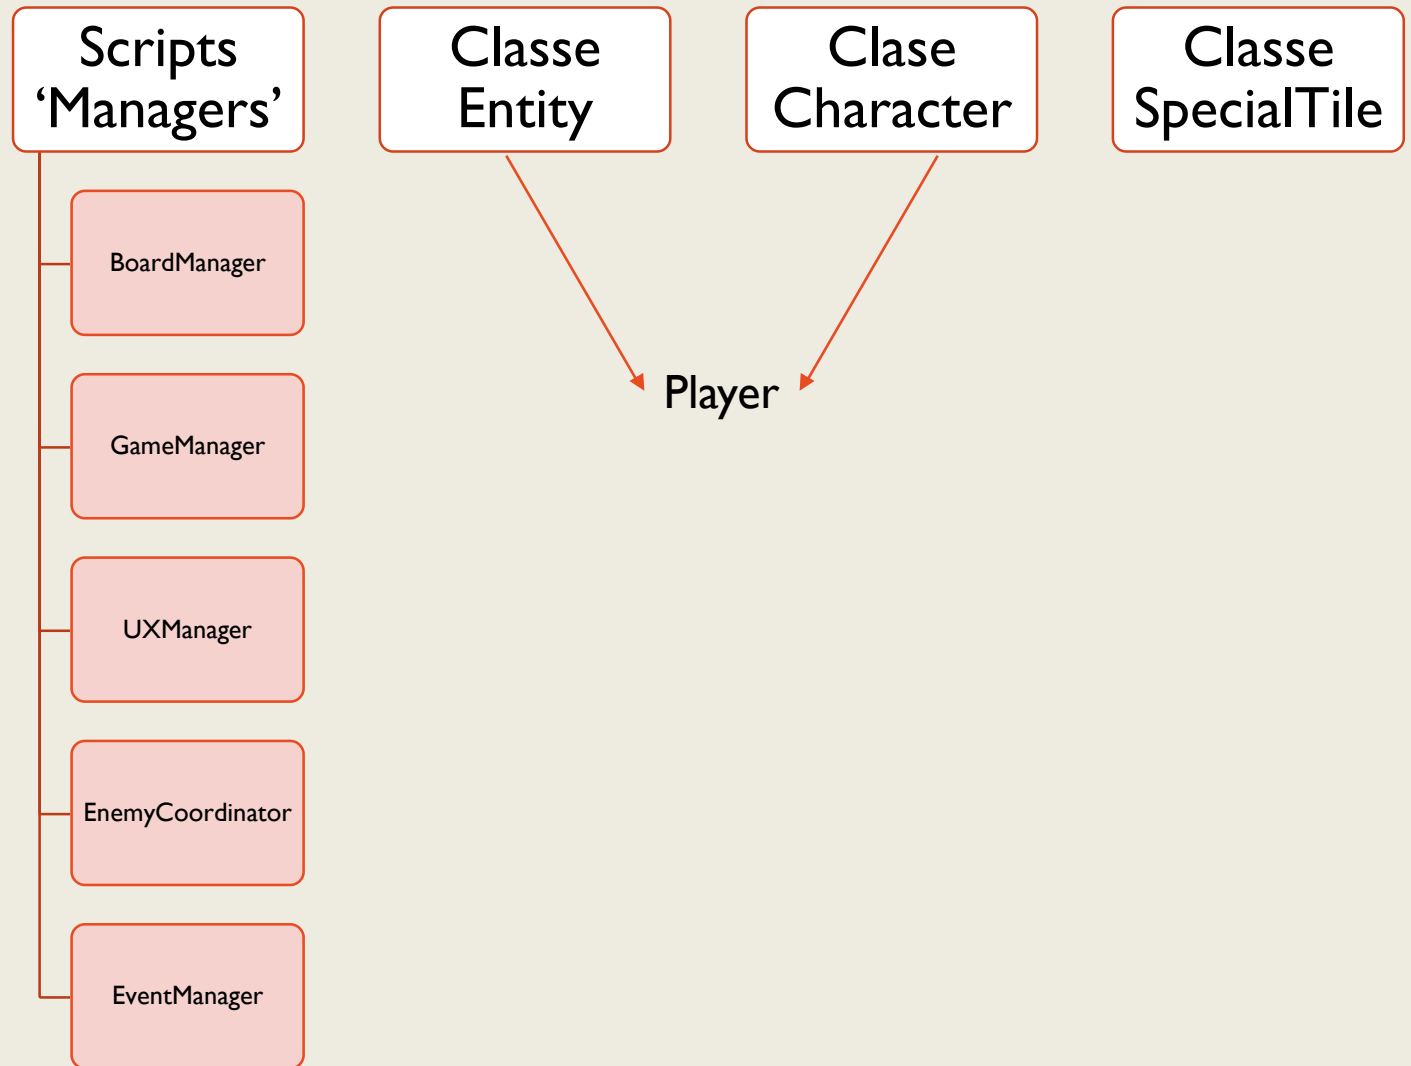 Scripts
‘Managers’
Classe
Entity
Clase
Character
Classe
SpecialTile
BoardManager
GameManager
UXManager
EnemyCoordinator
EventManager
Player